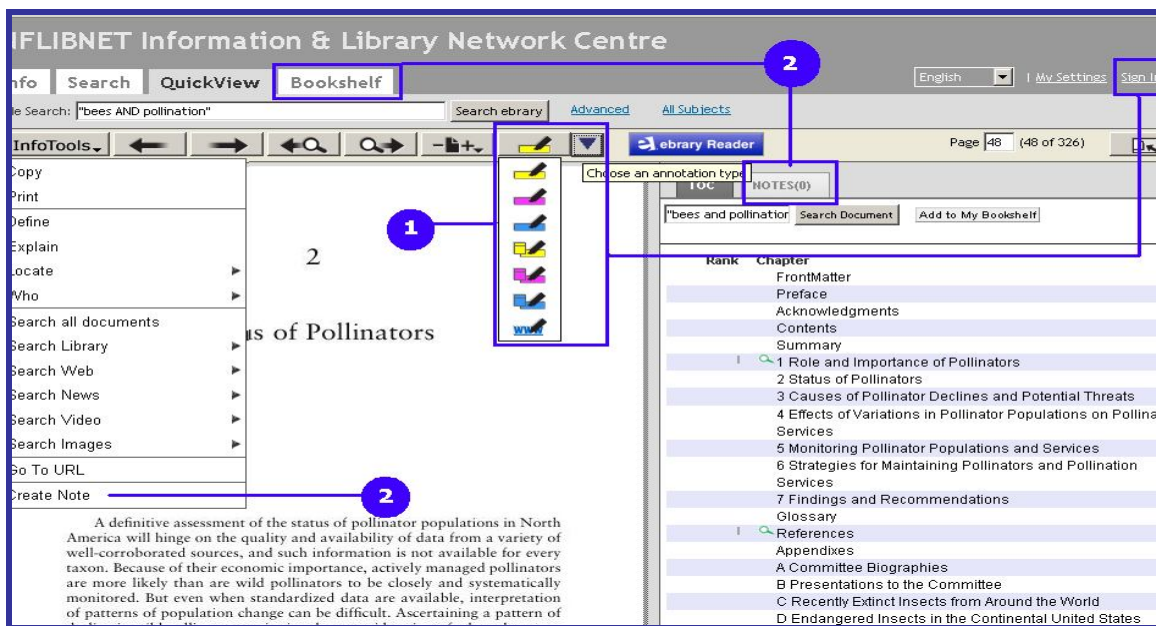 NFLIBNET Information & Library Network Centre
nfo Search QuickView Bookshelf
2
English | My Settings Sign In
le Search: "bees AND pollination" Search ebrary Advanced All Subjects
InfoTools ebrary Reader Page 48 (48 of 326)
Choose an annotation type
TOC NOTES(0)
"bees and pollination Search Document Add to My Bookshelf
Copy
Print
Define
Explain
Locate
Who
Search all documents
Search Library
Search Web
Search News
Search Video
Search Images
Go To URL
Create Note
2
1
www
2
us of Pollinators
A definitive assessment of the status of pollinator populations in North
America will hinge on the quality and availability of data from a variety of
well-corroborated sources, and such information is not available for every
taxon. Because of their economic importance, actively managed pollinators
are more likely than are wild pollinators to be closely and systematically
monitored. But even when standardized data are available, interpretation
of patterns of population change can be difficult. Ascertaining a pattern of
Rank Chapter
FrontMatter
Preface
Acknowledgments
Contents
Summary
1 Role and Importance of Pollinators
2 Status of Pollinators
3 Causes of Pollinator Declines and Potential Threats
4 Effects of Variations in Pollinator Populations on Pollina
Services
5 Monitoring Pollinator Populations and Services
6 Strategies for Maintaining Pollinators and Pollination
Services
7 Findings and Recommendations
Glossary
References
Appendixes
A Committee Biographies
B Presentations to the Committee
C Recently Extinct Insects from Around the World
D Endangered Insects in the Continental United States